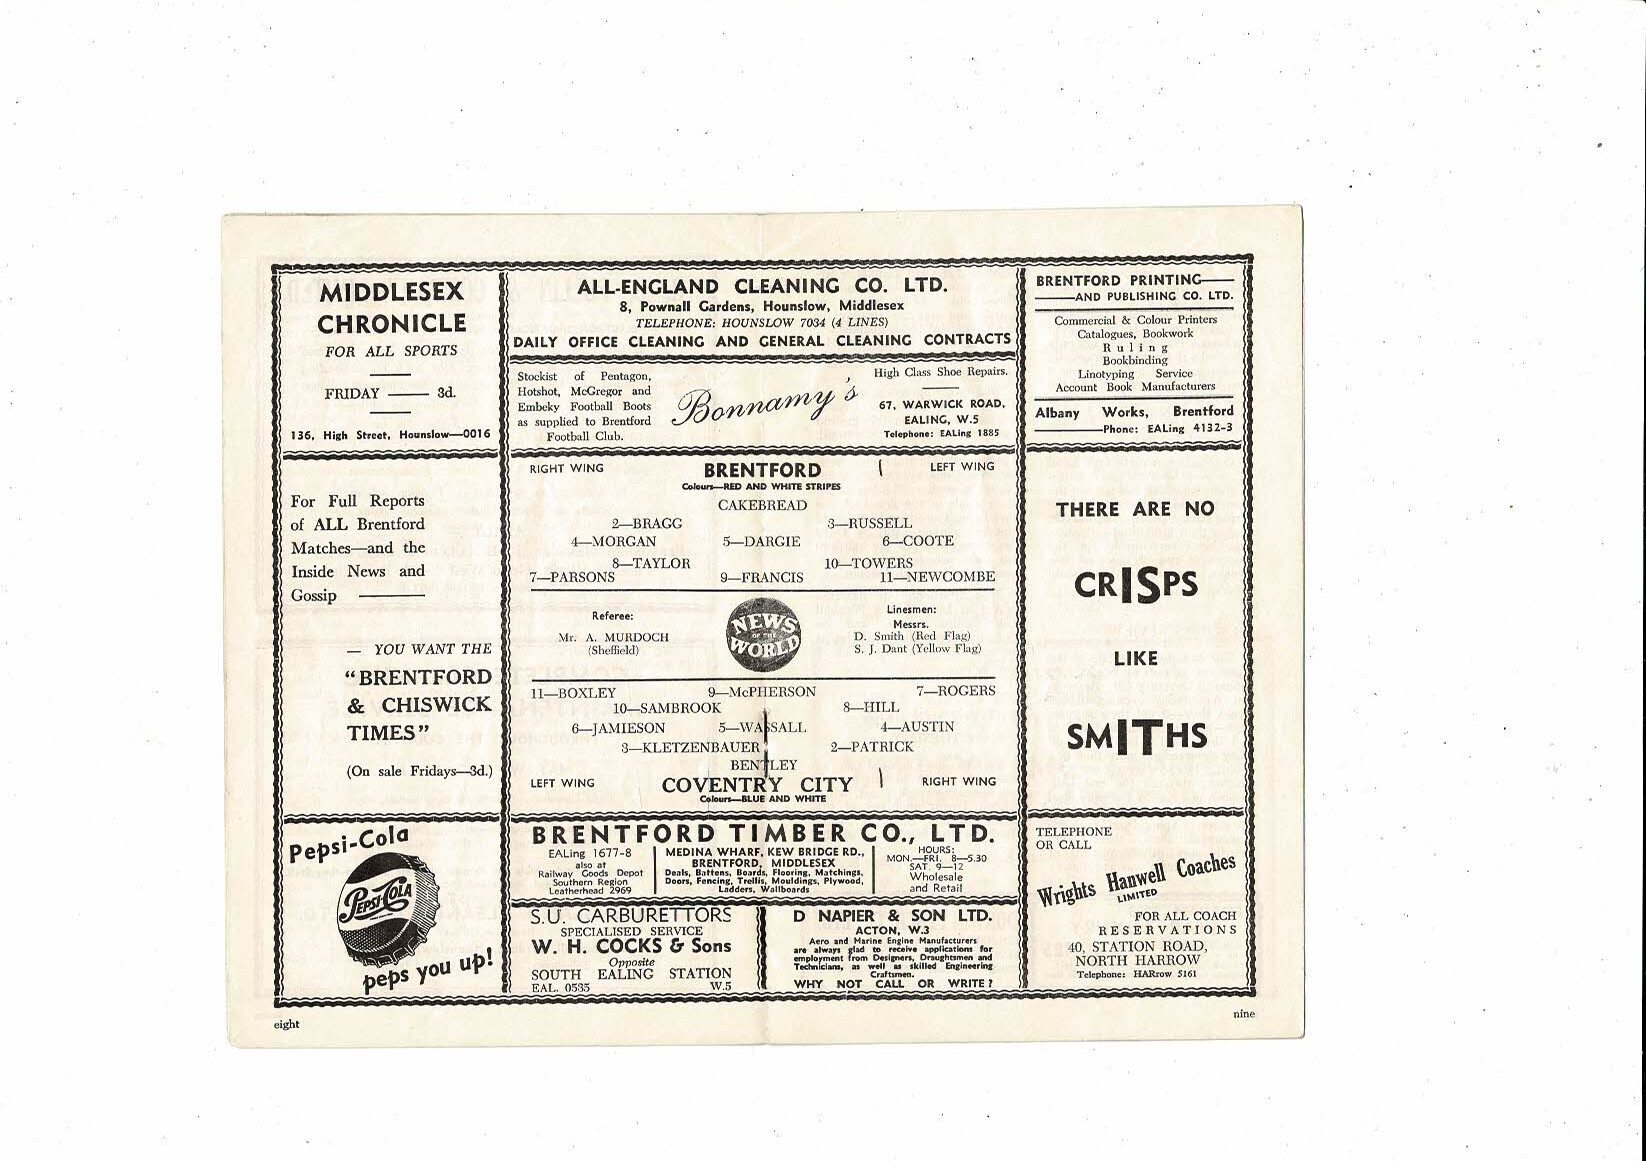 MIDDLESEX
CHRONICLE
FOR ALL SPORTS
FRIDAY —— 3d.
136, High Street, Hounslow—0016
For Full Reports
of ALL Brentford
Matches—and the
Inside News and
Gossip ———
— YOU WANT THE
"BRENTFORD
& CHISWICK
TIMES"
(On sale Fridays—3d.)
Pepsi-Cola
PEPSI-COLA
peps you up!
ALL-ENGLAND CLEANING CO. LTD.
8, Pownall Gardens, Hounslow, Middlesex
TELEPHONE: HOUNSLOW 7034 (4 LINES)
DAILY OFFICE CLEANING AND GENERAL CLEANING CONTRACTS
Stockist of Pentagon,
Hotshot, McGregor and
Embeky Football Boots
as supplied to Brentford
Football Club.
Bonnamy's
High Class Shoe Repairs.
67, WARWICK ROAD,
EALING, W.5
Telephone: EALing 1885
RIGHT WING BRENTFORD LEFT WING
Colours—RED AND WHITE STRIPES
CAKEBREAD
2—BRAGG 3—RUSSELL
4—MORGAN 5—DARGIE 6—COOTE
8—TAYLOR 10—TOWERS
7—PARSONS 9—FRANCIS 11—NEWCOMBE
Referee:
Mr. A. MURDOCH
(Sheffield)
NEWS
OF THE
WORLD
Linesmen:
Messrs.
D. Smith (Red Flag)
S. J. Dant (Yellow Flag)
11—BOXLEY 9—McPHERSON 7—ROGERS
10—SAMBROOK 8—HILL
6—JAMIESON 5—WASSALL 4—AUSTIN
3—KLETZENBAUER 2—PATRICK
BENTLEY
LEFT WING COVENTRY CITY RIGHT WING
Colours—BLUE AND WHITE
BRENTFORD TIMBER CO., LTD.
EALing 1677-8
also at
Railway Goods Depot
Southern Region
Leatherhead 2969
MEDINA WHARF, KEW BRIDGE RD.,
BRENTFORD, MIDDLESEX
Deals, Battens, Boards, Flooring, Matchings,
Doors, Fencing, Trellis, Mouldings, Plywood,
Ladders, Wallboards
HOURS:
MON.—FRI. 8—5.30
SAT. 9—12
Wholesale
and Retail
S.U. CARBURETTORS
SPECIALISED SERVICE
W. H. COCKS & Sons
Opposite
SOUTH EALING STATION
EAL. 0535 W.5
D NAPIER & SON LTD.
ACTON, W.3
Aero and Marine Engine Manufacturers
are always glad to receive applications for
employment from Designers, Draughtsmen and
Technicians, as well as skilled Engineering
Craftsmen.
WHY NOT CALL OR WRITE?
BRENTFORD PRINTING——
——AND PUBLISHING CO. LTD.
Commercial & Colour Printers
Catalogues, Bookwork
Ruling
Bookbinding
Linotyping Service
Account Book Manufacturers
Albany Works, Brentford
———Phone: EALing 4132-3
THERE ARE NO
CRISPS
LIKE
SMITHS
TELEPHONE
OR CALL
Wrights Hanwell Coaches
LIMITED
FOR ALL COACH
RESERVATIONS
40, STATION ROAD,
NORTH HARROW
Telephone: HARrow 5161
eight
nine